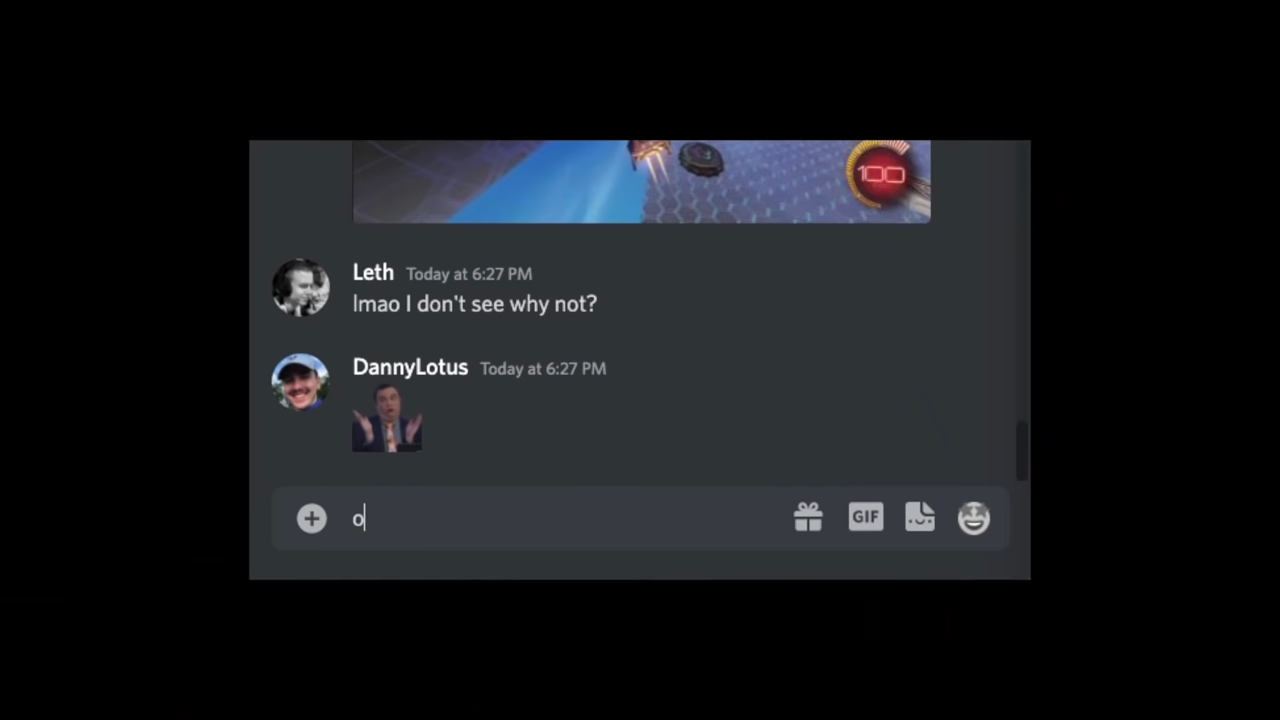 100
Leth Today at 6:27 PM
lmao I don't see why not?
DannyLotus Today at 6:27 PM
o
GIF